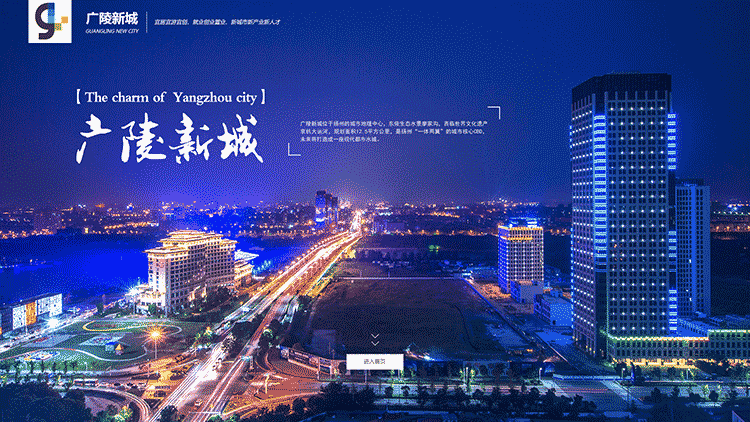 广陵新城
GUANGLING NEW CITY
宜居宜游宜创、就业创业置业、新城市新产业新人才
【The charm of Yangzhou city】
广陵新城
广陵新城位于扬州的城市地理中心，东倚生态水景廖家沟，西临世界文化遗产
京杭大运河，规划面积12.5平方公里，是扬州“一体两翼”的城市核心CBD，
未来将打造成一座现代都市水城。
进入首页